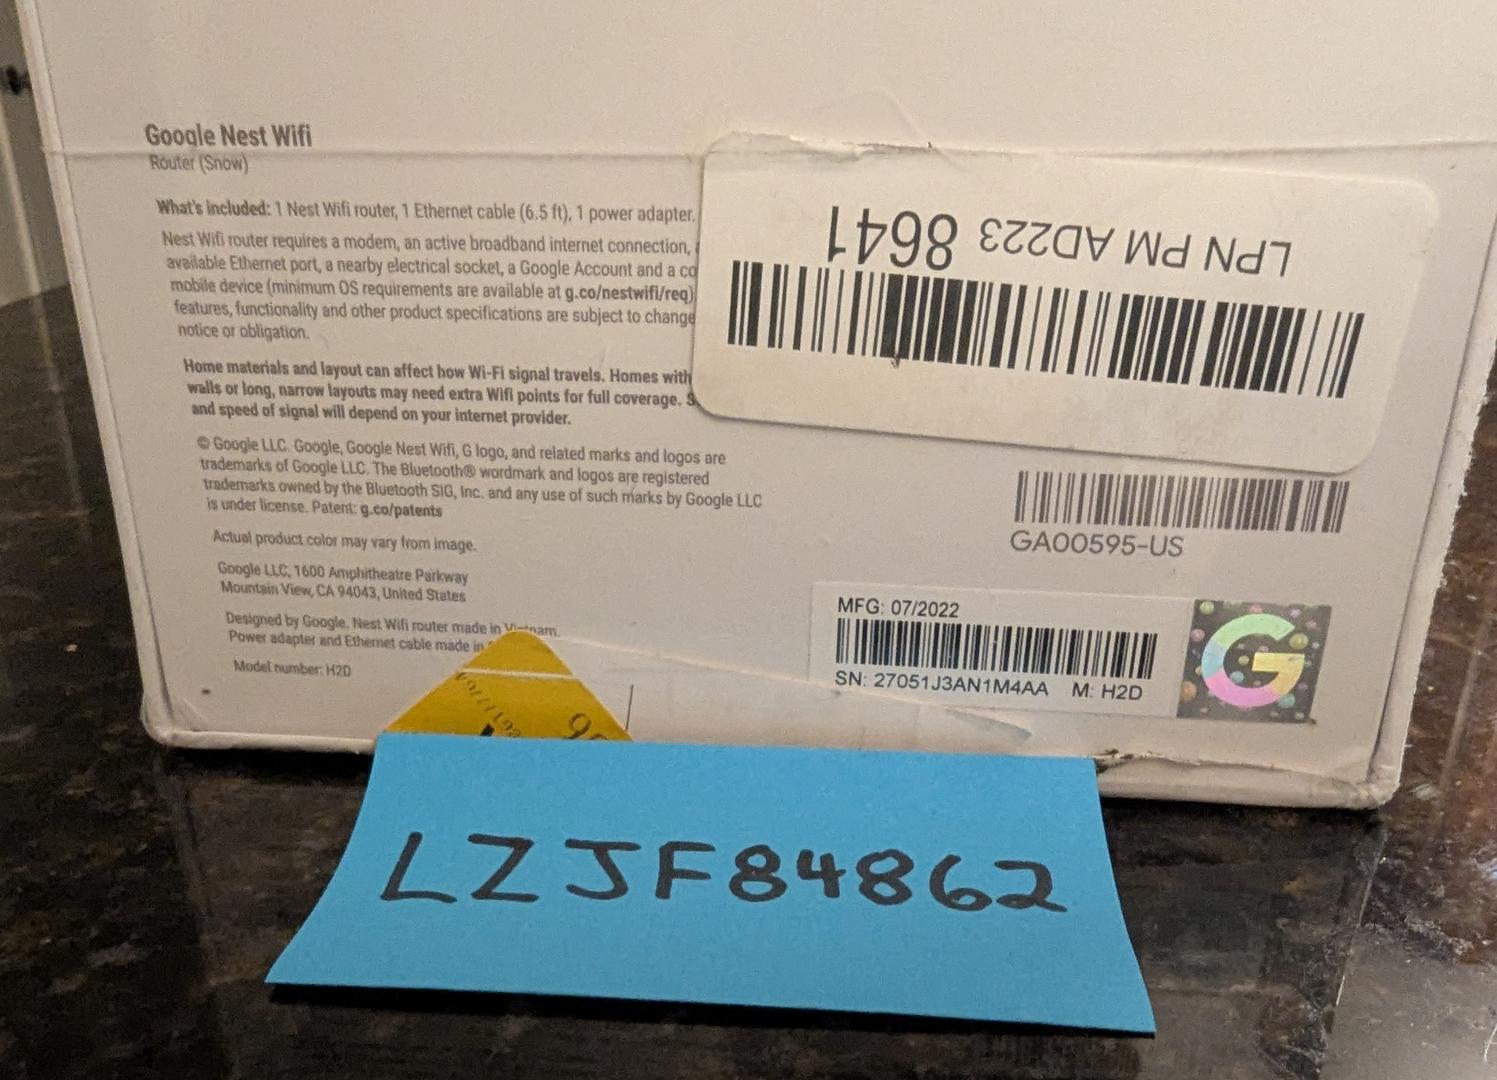 Google Nest Wifi
Router (Snow)
What's included: 1 Nest Wifi router, 1 Ethernet cable (6.5 ft), 1 power adapter.
Nest Wifi router requires a modem, an active broadband internet connection,
available Ethernet port, a nearby electrical socket, a Google Account and a
mobile device (minimum OS requirements are available at g.co/nestwifi/req)
features, functionality and other product specifications are subject to change
notice or obligation.
Home materials and layout can affect how Wi-Fi signal travels. Homes with
walls or long, narrow layouts may need extra Wifi points for full coverage.
and speed of signal will depend on your internet provider.
© Google LLC. Google, Google Nest Wifi, G logo, and related marks and logos are
trademarks of Google LLC. The Bluetooth® wordmark and logos are registered
trademarks owned by the Bluetooth SIG, Inc. and any use of such marks by Google LLC
is under license. Patent: g.co/patents
Actual product color may vary from image.
Google LLC, 1600 Amphitheatre Parkway
Mountain View, CA 94043, United States
Designed by Google. Nest Wifi router made in Vietnam.
Power adapter and Ethernet cable made in
Model number: H2D
LPN PM AD223 8641
GA00595-US
MFG: 07/2022
SN: 27051J3AN1M4AA M: H2D
G
LZJF84862